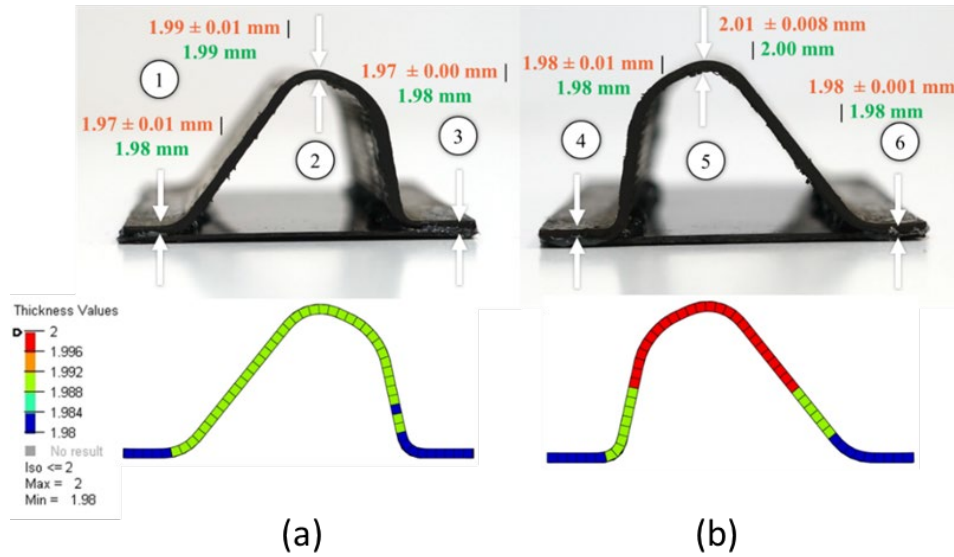 1.99 ± 0.01 mm |
1.99 mm
1
1.97 ± 0.01 mm |
1.98 mm
2
1.97 ± 0.00 mm |
1.98 mm
3
2.01 ± 0.008 mm
| 2.00 mm
1.98 ± 0.01 mm |
1.98 mm
4
5
1.98 ± 0.001 mm
| 1.98 mm
6
Thickness Values
D
2
1.996
1.992
1.988
1.984
1.98
No result
Iso <= 2
Max = 2
Min = 1.98
(a)
(b)